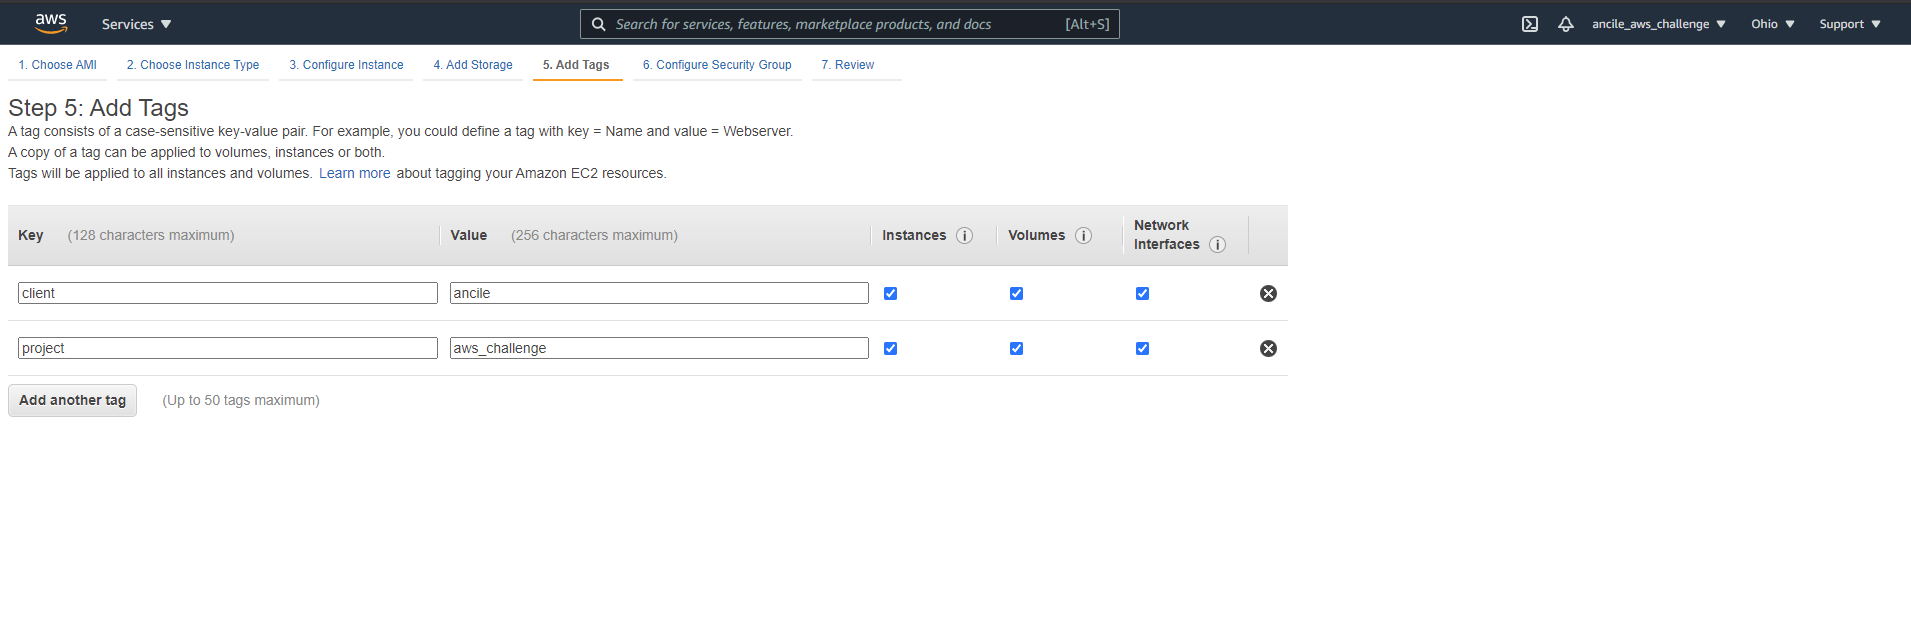 aws Services Search for services, features, marketplace products, and docs [Alt+S] ancile_aws_challenge Ohio Support
1. Choose AMI 2. Choose Instance Type 3. Configure Instance 4. Add Storage 5. Add Tags 6. Configure Security Group 7. Review
Step 5: Add Tags
A tag consists of a case-sensitive key-value pair. For example, you could define a tag with key = Name and value = Webserver.
A copy of a tag can be applied to volumes, instances or both.
Tags will be applied to all instances and volumes. Learn more about tagging your Amazon EC2 resources.
Key (128 characters maximum) Value (256 characters maximum) Instances i Volumes i Network
Interfaces i
client ancile
project aws_challenge
Add another tag (Up to 50 tags maximum)